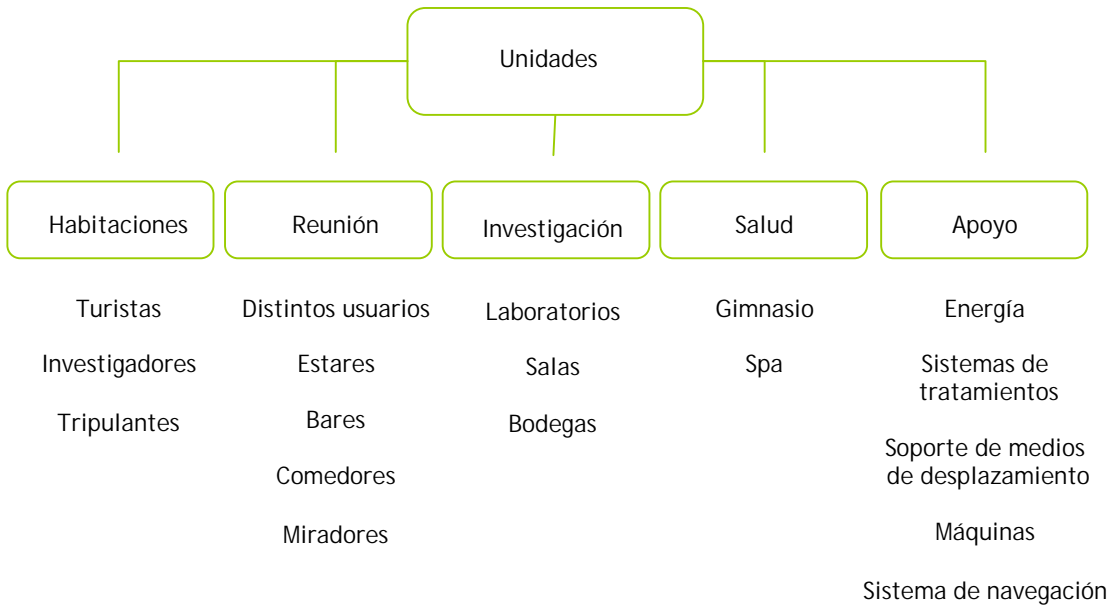 Unidades
Habitaciones
Reunión
Investigación
Salud
Apoyo
Turistas
Investigadores
Tripulantes
Distintos usuarios
Estares
Bares
Comedores
Miradores
Laboratorios
Salas
Bodegas
Gimnasio
Spa
Energía
Sistemas de
tratamientos
Soporte de medios
de desplazamiento
Máquinas
Sistema de navegación